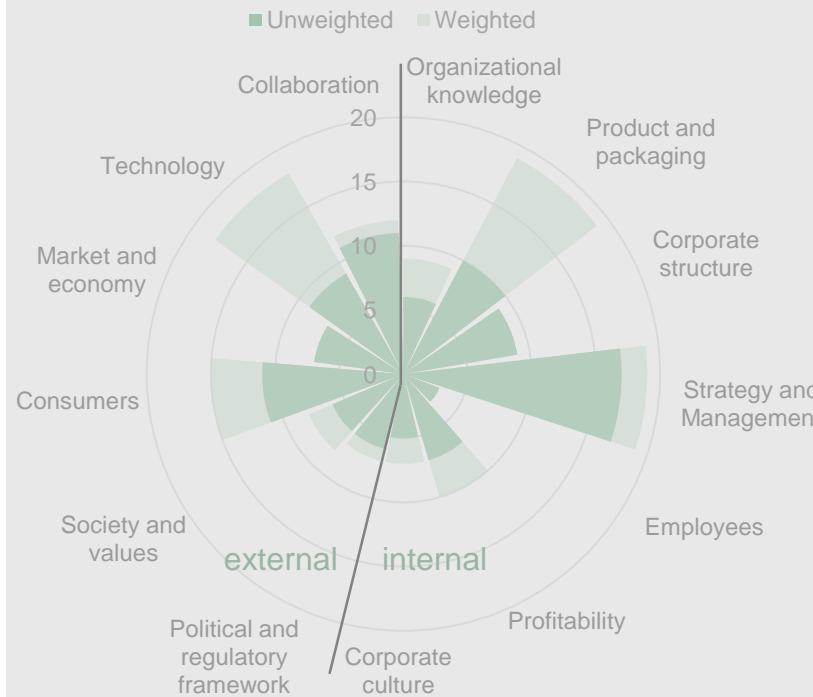 Unweighted Weighted
Collaboration
Organizational
knowledge
20
Product and
packaging
Technology
15
Corporate
structure
10
Market and
economy
5
0
Strategy and
Management
Consumers
Employees
Society and
values
external internal
Profitability
Political and
regulatory
framework
Corporate
culture